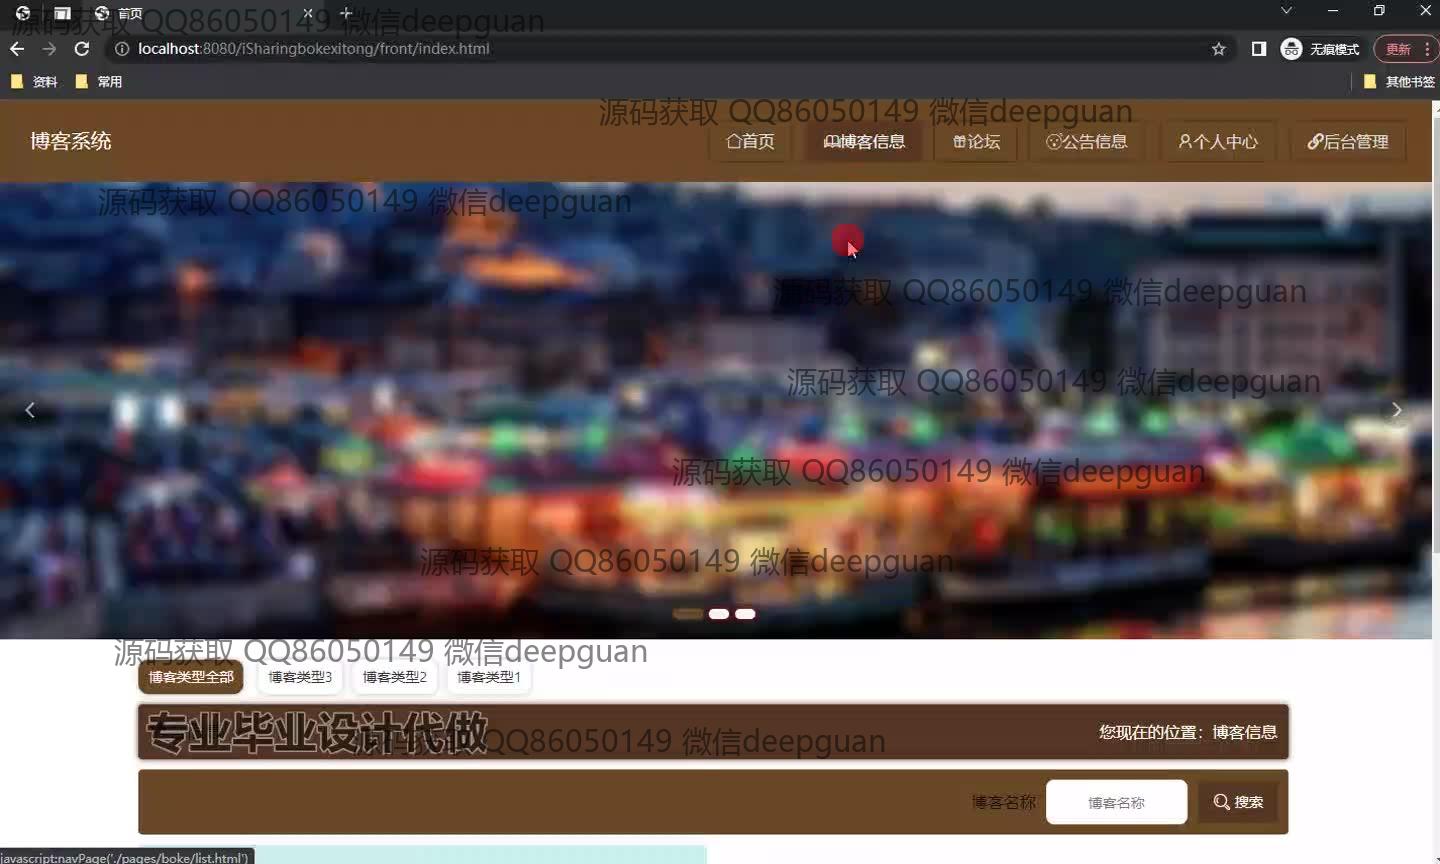 首页
源码获取 QQ86050149 微信deepguan
localhost:8080/iSharingbokexitong/front/index.html
无痕模式
更新
资料
常用
其他书签
源码获取 QQ86050149 微信deepguan
博客系统
首页
博客信息
论坛
公告信息
个人中心
后台管理
源码获取 QQ86050149 微信deepguan
源码获取 QQ86050149 微信deepguan
源码获取 QQ86050149 微信deepguan
源码获取 QQ86050149 微信deepguan
源码获取 QQ86050149 微信deepguan
源码获取 QQ86050149 微信deepguan
博客类型全部
博客类型3
博客类型2
博客类型1
专业毕业设计代做
源码获取 QQ86050149 微信deepguan
您现在的位置：博客信息
博客名称
博客名称
搜索
javascript:navPage('./pages/boke/list.html')